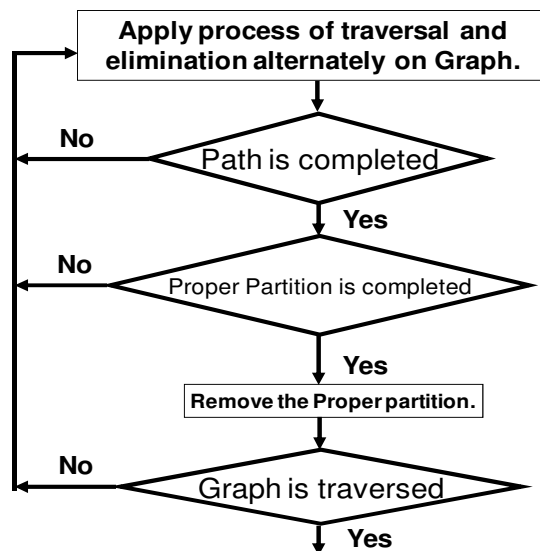 Apply process of traversal and
elimination alternately on Graph.
No
Path is completed
Yes
No
Proper Partition is completed
Yes
Remove the Proper partition.
No
Graph is traversed
Yes